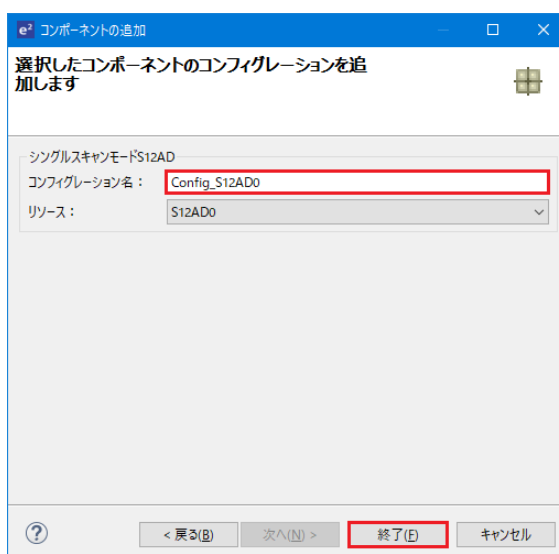 e² コンポーネントの追加
選択したコンポーネントのコンフィグレーションを追
加します
シングルスキャンモードS12AD
コンフィグレーション名： Config_S12AD0
リソース： S12AD0
? < 戻る(B) 次へ(N) > 終了(F) キャンセル